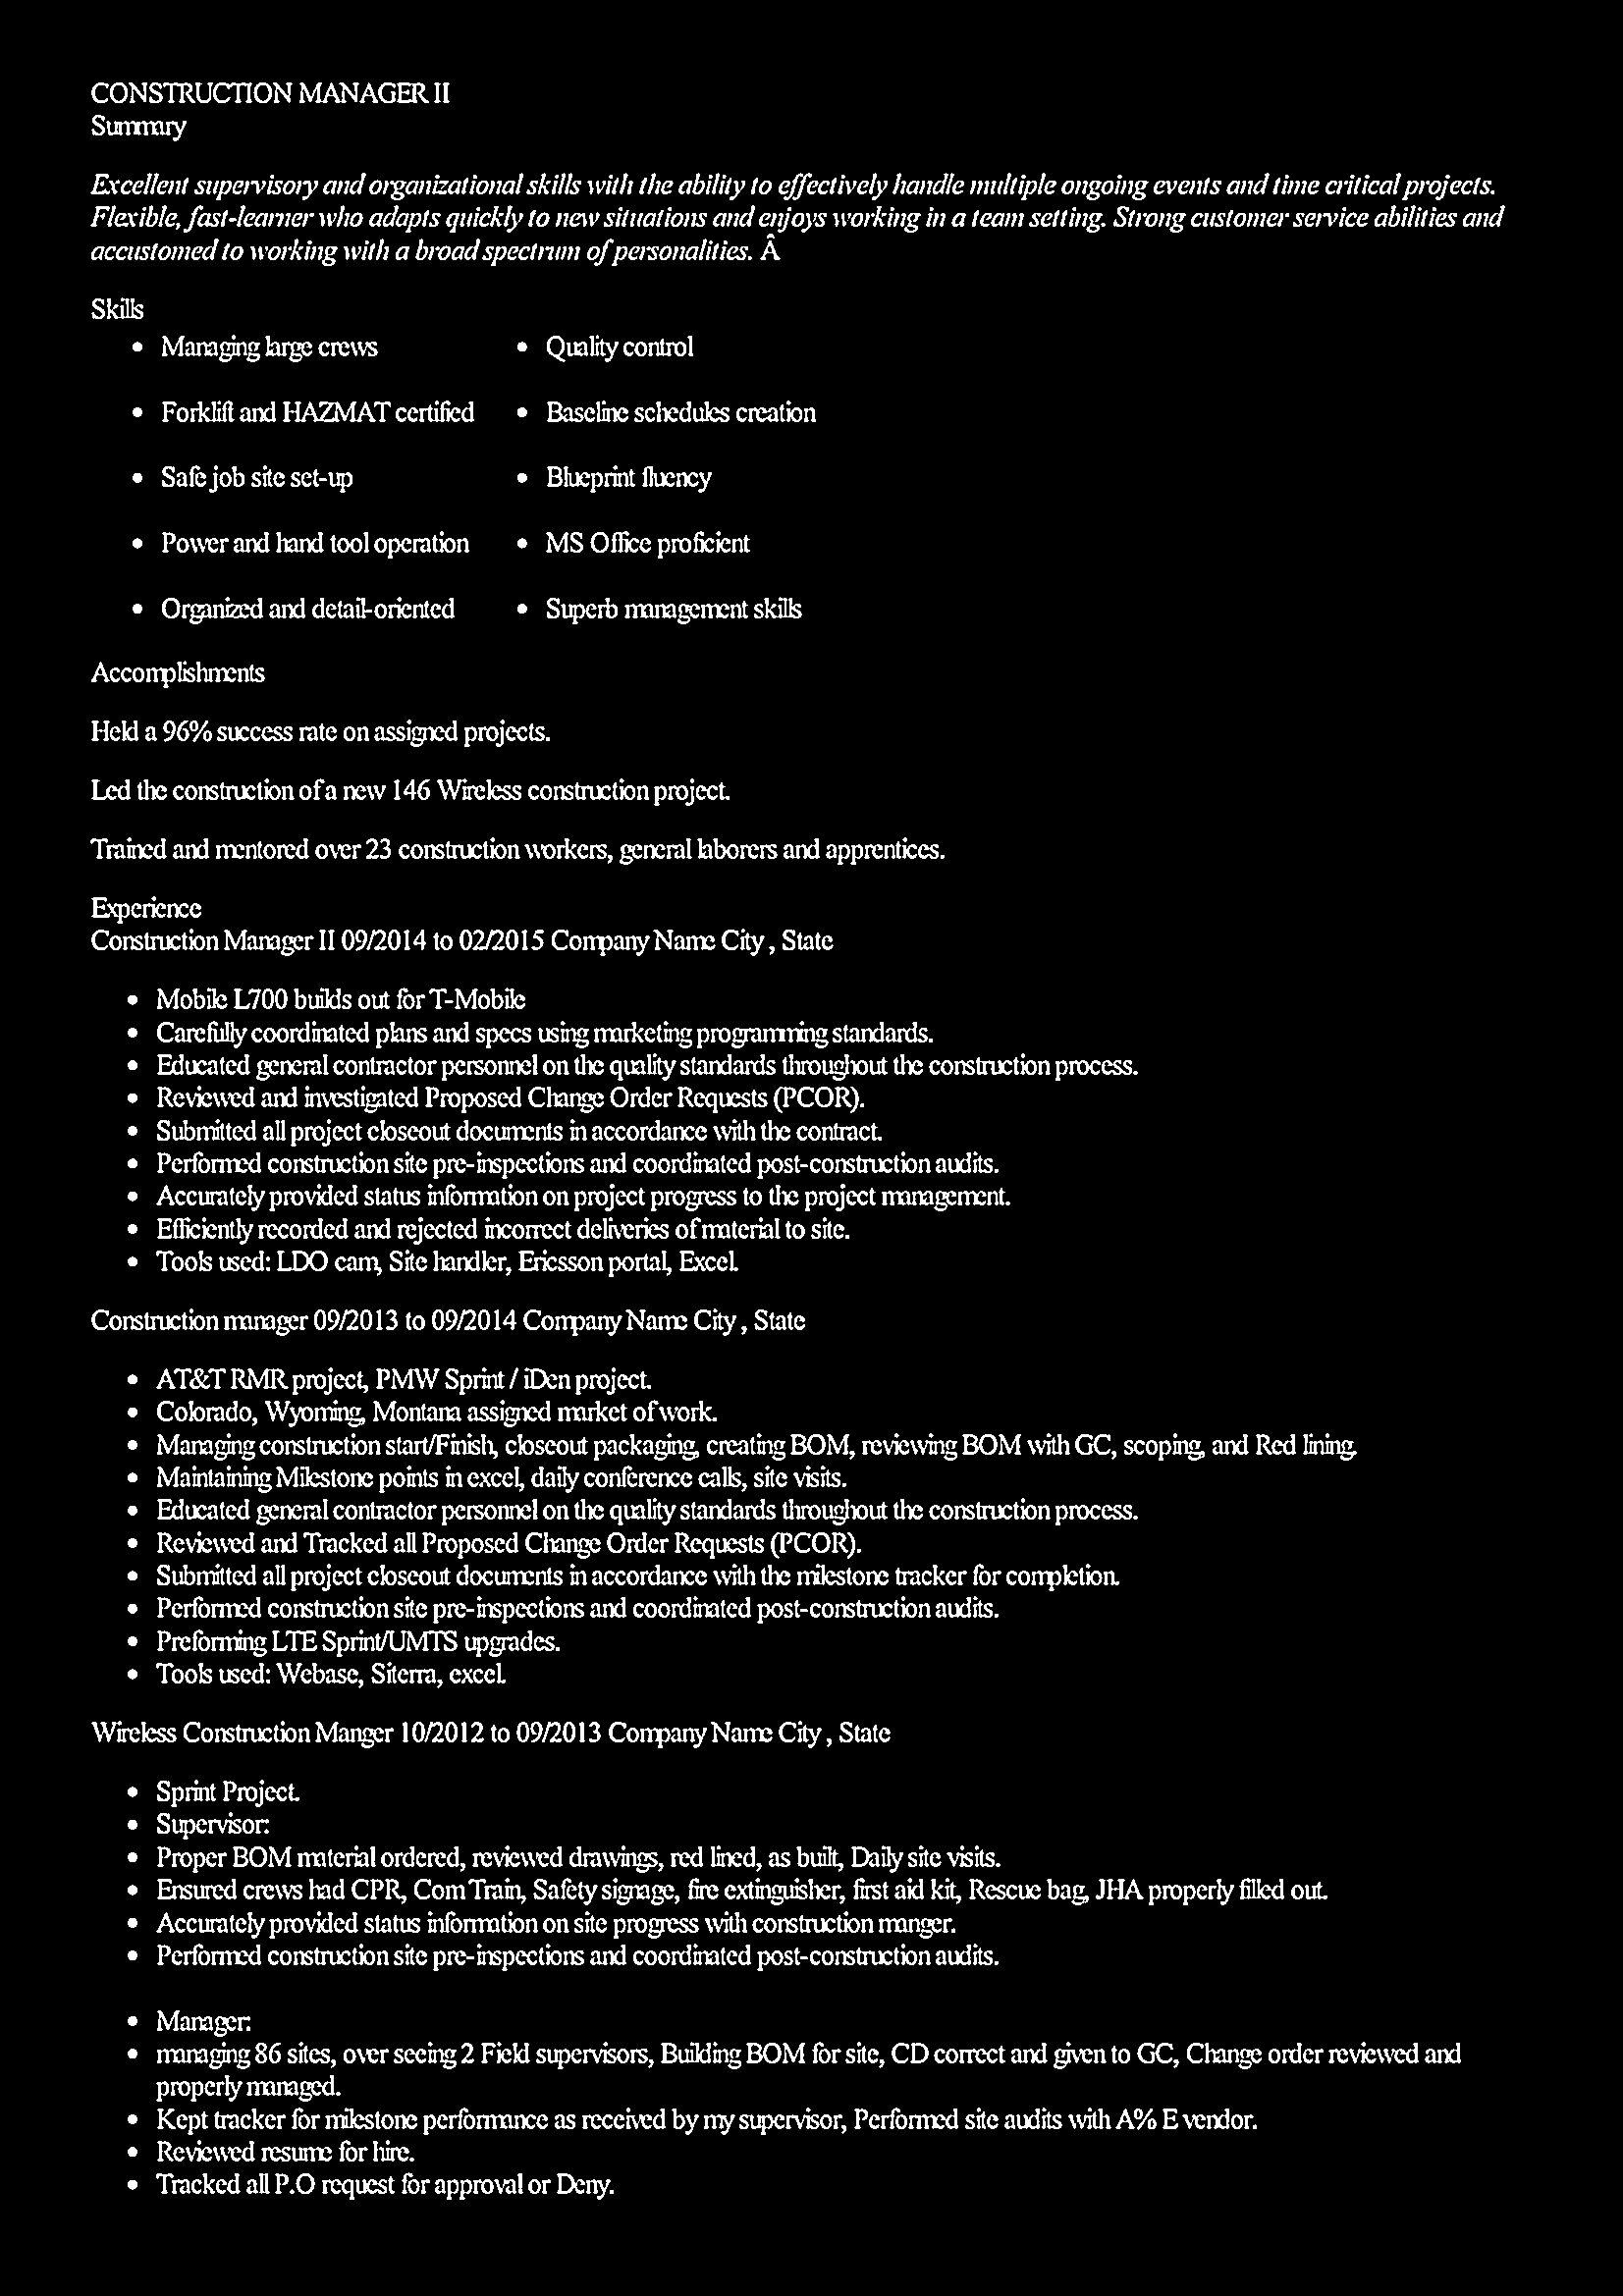 CONSTRUCTION MANAGER II
Summary
Excellent supervisory and organizational skills with the ability to effectively handle multiple ongoing events and time critical projects.
Flexible, fast-learner who adapts quickly to new situations and enjoys working in a team setting. Strong customer service abilities and
accustomed to working with a broad spectrum of personalities. Â
Skills
• Managing large crews
• Forklift and HAZMAT certified
• Safe job site set-up
• Power and hand tool operation
• Organized and detail-oriented
• Quality control
• Baseline schedules creation
• Blueprint fluency
• MS Office proficient
• Superb management skills
Accomplishments
Held a 96% success rate on assigned projects.
Led the construction of a new 146 Wireless construction project.
Trained and mentored over 23 construction workers, general laborers and apprentices.
Experience
Construction Manager II 09/2014 to 02/2015 Company Name City , State
• Mobile L700 builds out for T-Mobile
• Carefully coordinated plans and specs using marketing programming standards.
• Educated general contractor personnel on the quality standards throughout the construction process.
• Reviewed and investigated Proposed Change Order Requests (PCOR).
• Submitted all project closeout documents in accordance with the contract.
• Performed construction site pre-inspections and coordinated post-construction audits.
• Accurately provided status information on project progress to the project management.
• Efficiently recorded and rejected incorrect deliveries of material to site.
• Tools used: LDO cam, Site handler, Ericsson portal, Excel.
Construction manager 09/2013 to 09/2014 Company Name City , State
• AT&T RMR project, PMW Sprint / iDen project.
• Colorado, Wyoming, Montana assigned market of work.
• Managing construction start/Finish, closeout packaging, creating BOM, reviewing BOM with GC, scoping, and Red lining.
• Maintaining Milestone points in excel, daily conference calls, site visits.
• Educated general contractor personnel on the quality standards throughout the construction process.
• Reviewed and Tracked all Proposed Change Order Requests (PCOR).
• Submitted all project closeout documents in accordance with the milestone tracker for completion.
• Performed construction site pre-inspections and coordinated post-construction audits.
• Preforming LTE Sprint/UMTS upgrades.
• Tools used: Webase, Siterra, excel.
Wireless Construction Manger 10/2012 to 09/2013 Company Name City , State
• Sprint Project.
• Supervisor:
• Proper BOM material ordered, reviewed drawings, red lined, as built, Daily site visits.
• Ensured crews had CPR, ComTrain, Safety signage, fire extinguisher, first aid kit, Rescue bag, JHA properly filled out.
• Accurately provided status information on site progress with construction manger.
• Performed construction site pre-inspections and coordinated post-construction audits.
• Manager:
• managing 86 sites, over seeing 2 Field supervisors, Building BOM for site, CD correct and given to GC, Change order reviewed and
properly managed.
• Kept tracker for milestone performance as received by my supervisor, Performed site audits with A% E vendor.
• Reviewed resume for hire.
• Tracked all P.O request for approval or Deny.